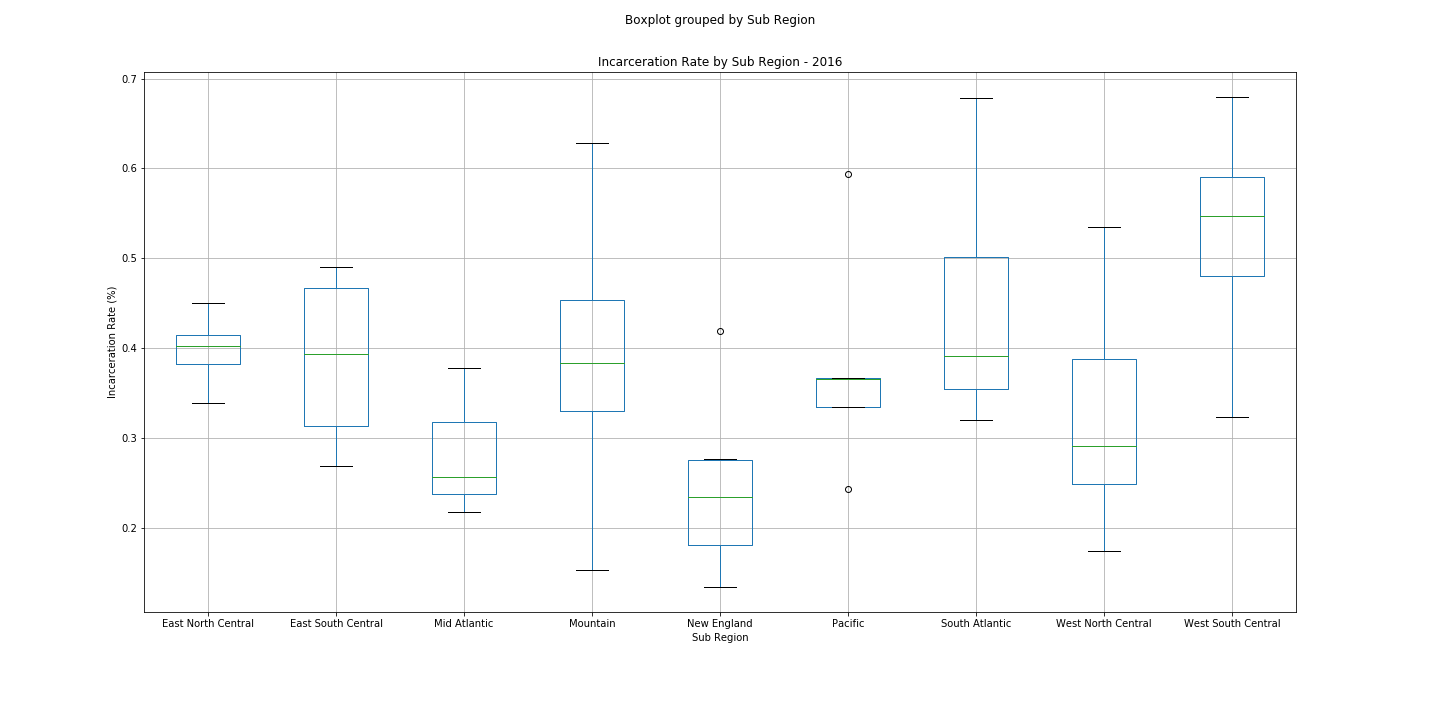 Boxplot grouped by Sub Region
Incarceration Rate by Sub Region - 2016
0.7
0.6
0.5
0.4
0.3
0.2
Incarceration Rate (%)
East North Central East South Central Mid Atlantic Mountain New England Pacific South Atlantic West North Central West South Central
Sub Region